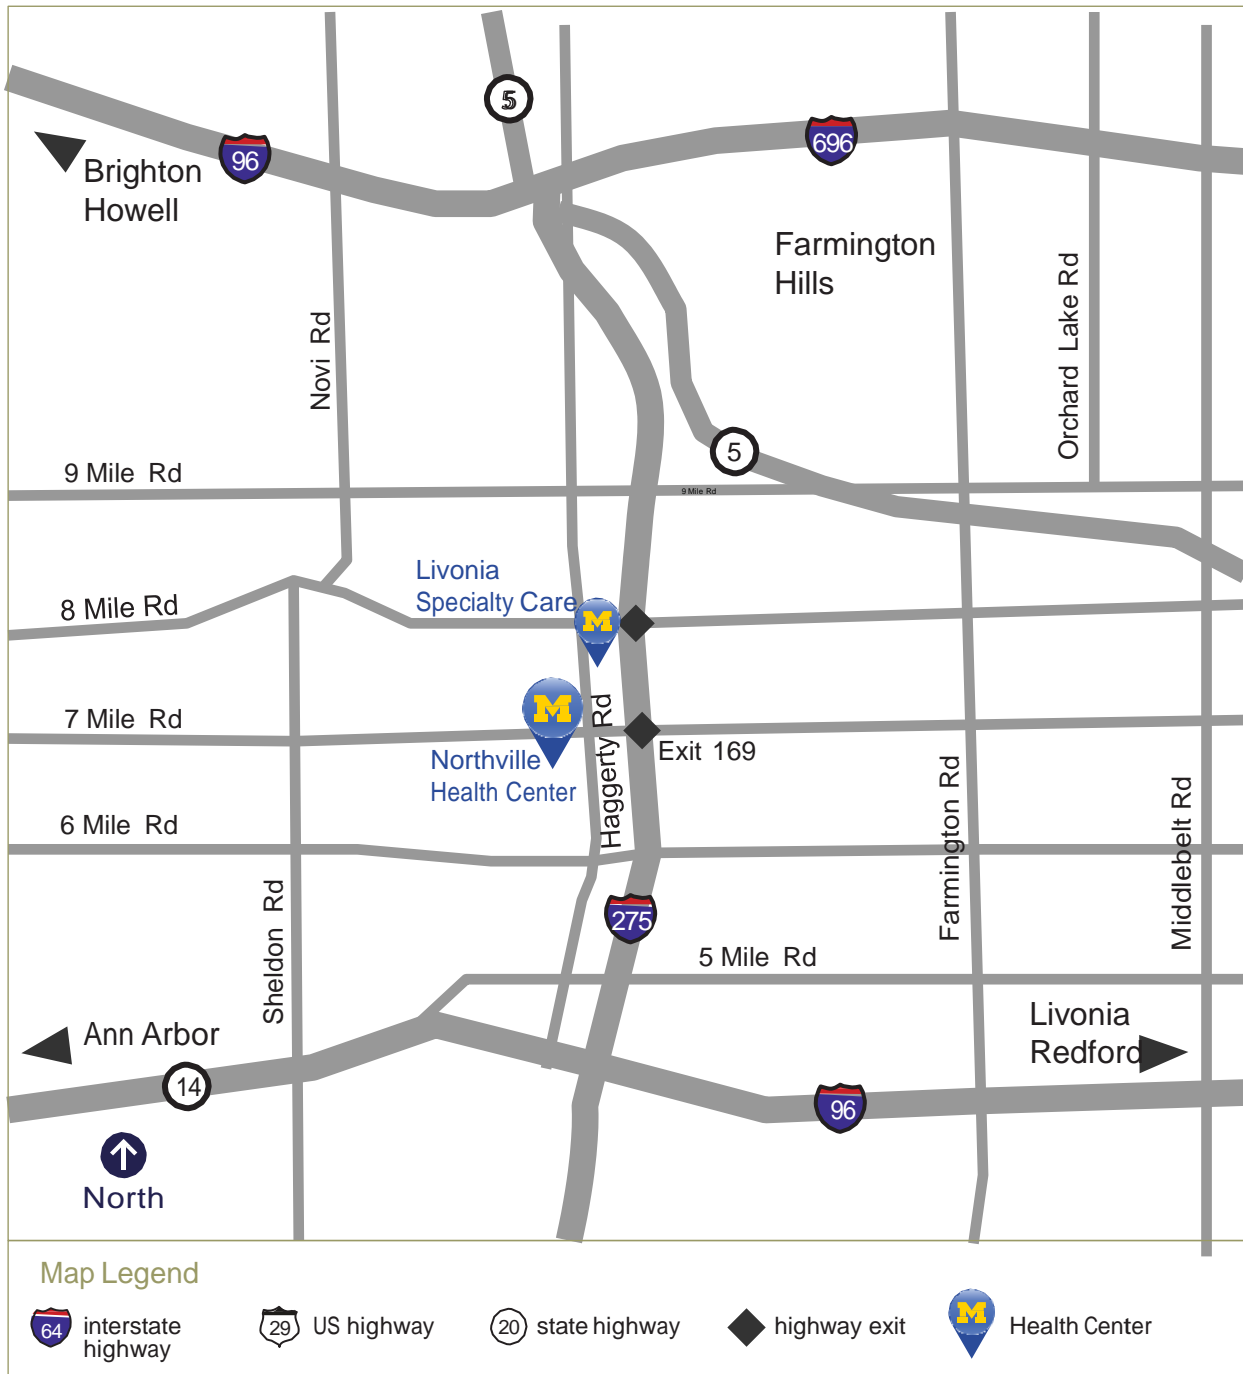 5
96
696
Brighton
Howell
Farmington
Hills
Novi Rd
Orchard Lake Rd
5
9 Mile Rd
9 Mile Rd
Livonia
Specialty Care
8 Mile Rd
M
M
7 Mile Rd
Haggerty Rd
Exit 169
Northville
Health Center
Farmington Rd
Middlebelt Rd
6 Mile Rd
Sheldon Rd
275
5 Mile Rd
Ann Arbor
Livonia
Redford
14
96
North
Map Legend
64
interstate
highway
29
US highway
20
state highway
highway exit
M
Health Center